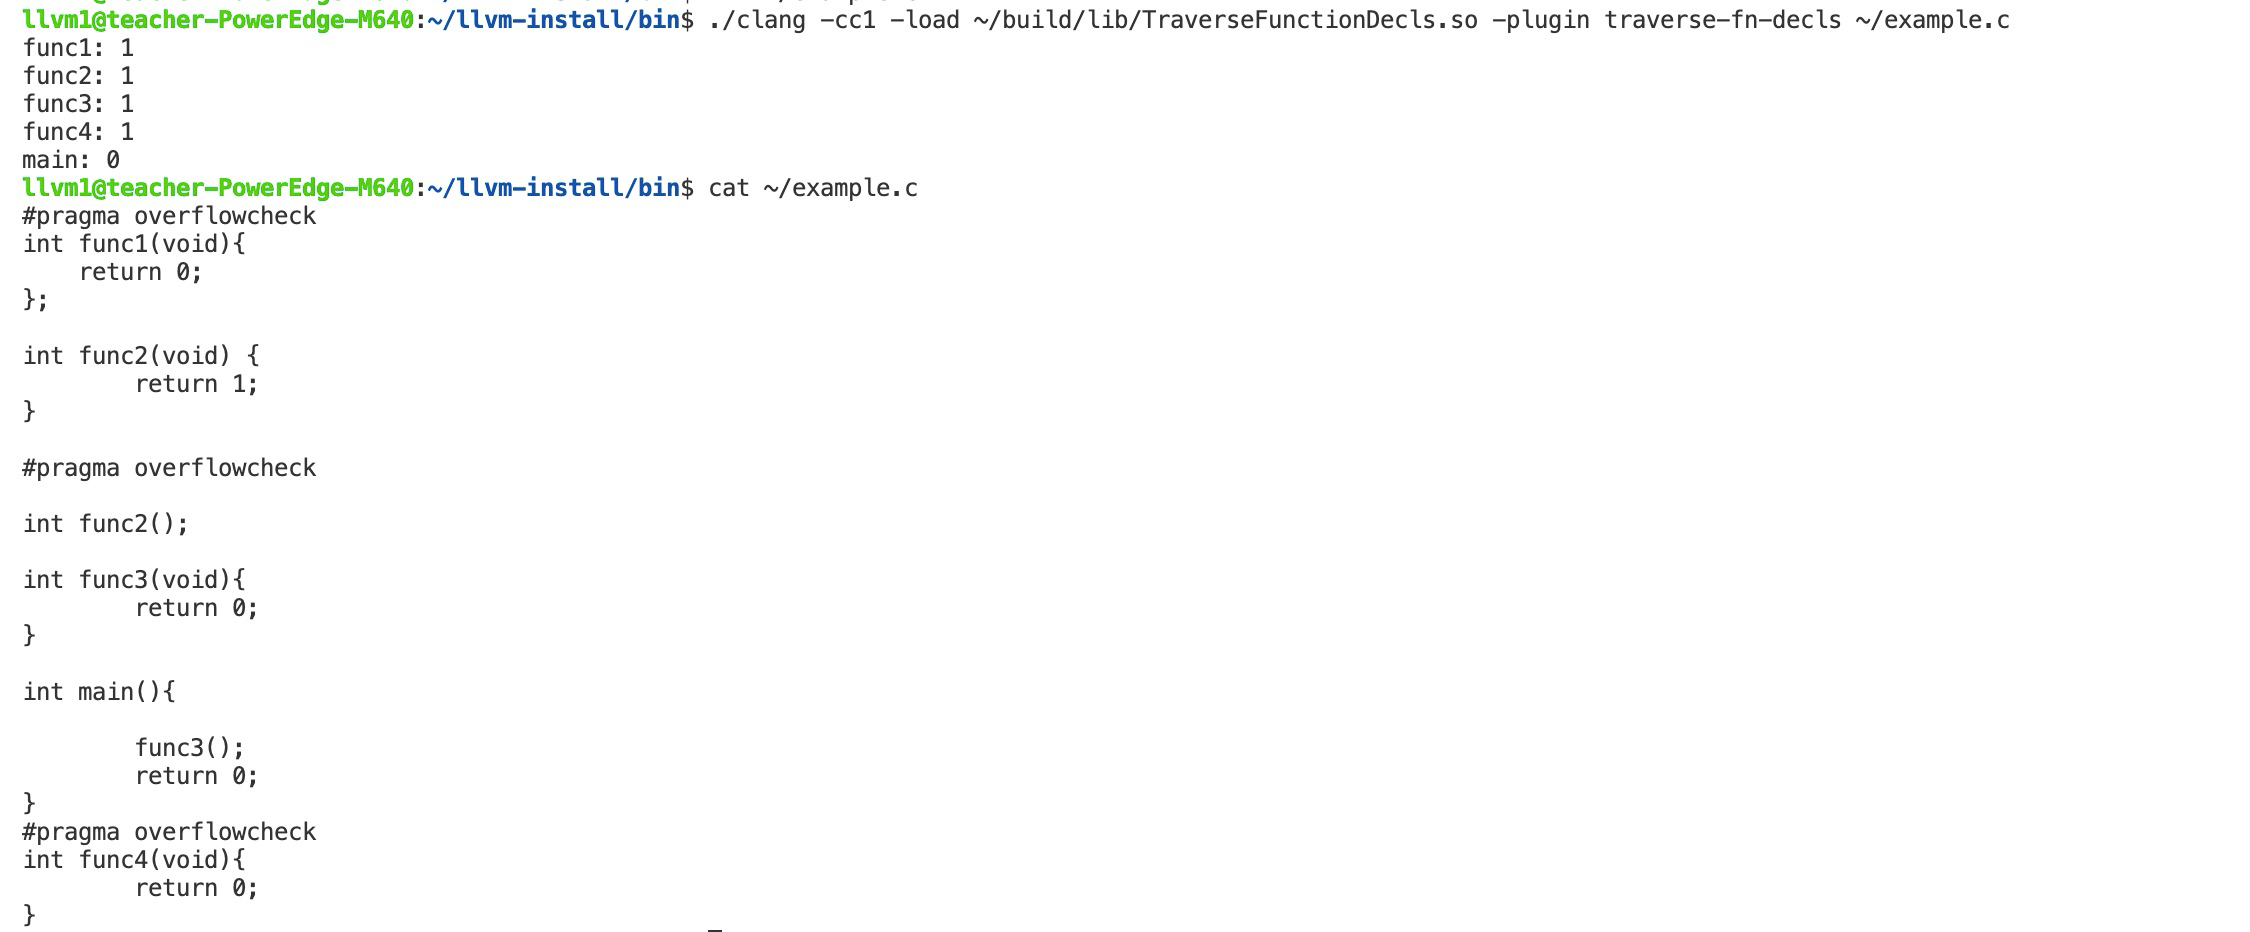 llvm1@teacher-PowerEdge-M640:~/llvm-install/bin$ ./clang -cc1 -load ~/build/lib/TraverseFunctionDecls.so -plugin traverse-fn-decls ~/example.c
func1: 1
func2: 1
func3: 1
func4: 1
main: 0
llvm1@teacher-PowerEdge-M640:~/llvm-install/bin$ cat ~/example.c
#pragma overflowcheck
int func1(void){
    return 0;
};

int func2(void) {
        return 1;
}

#pragma overflowcheck

int func2();

int func3(void){
        return 0;
}

int main(){

        func3();
        return 0;
}
#pragma overflowcheck
int func4(void){
        return 0;
}